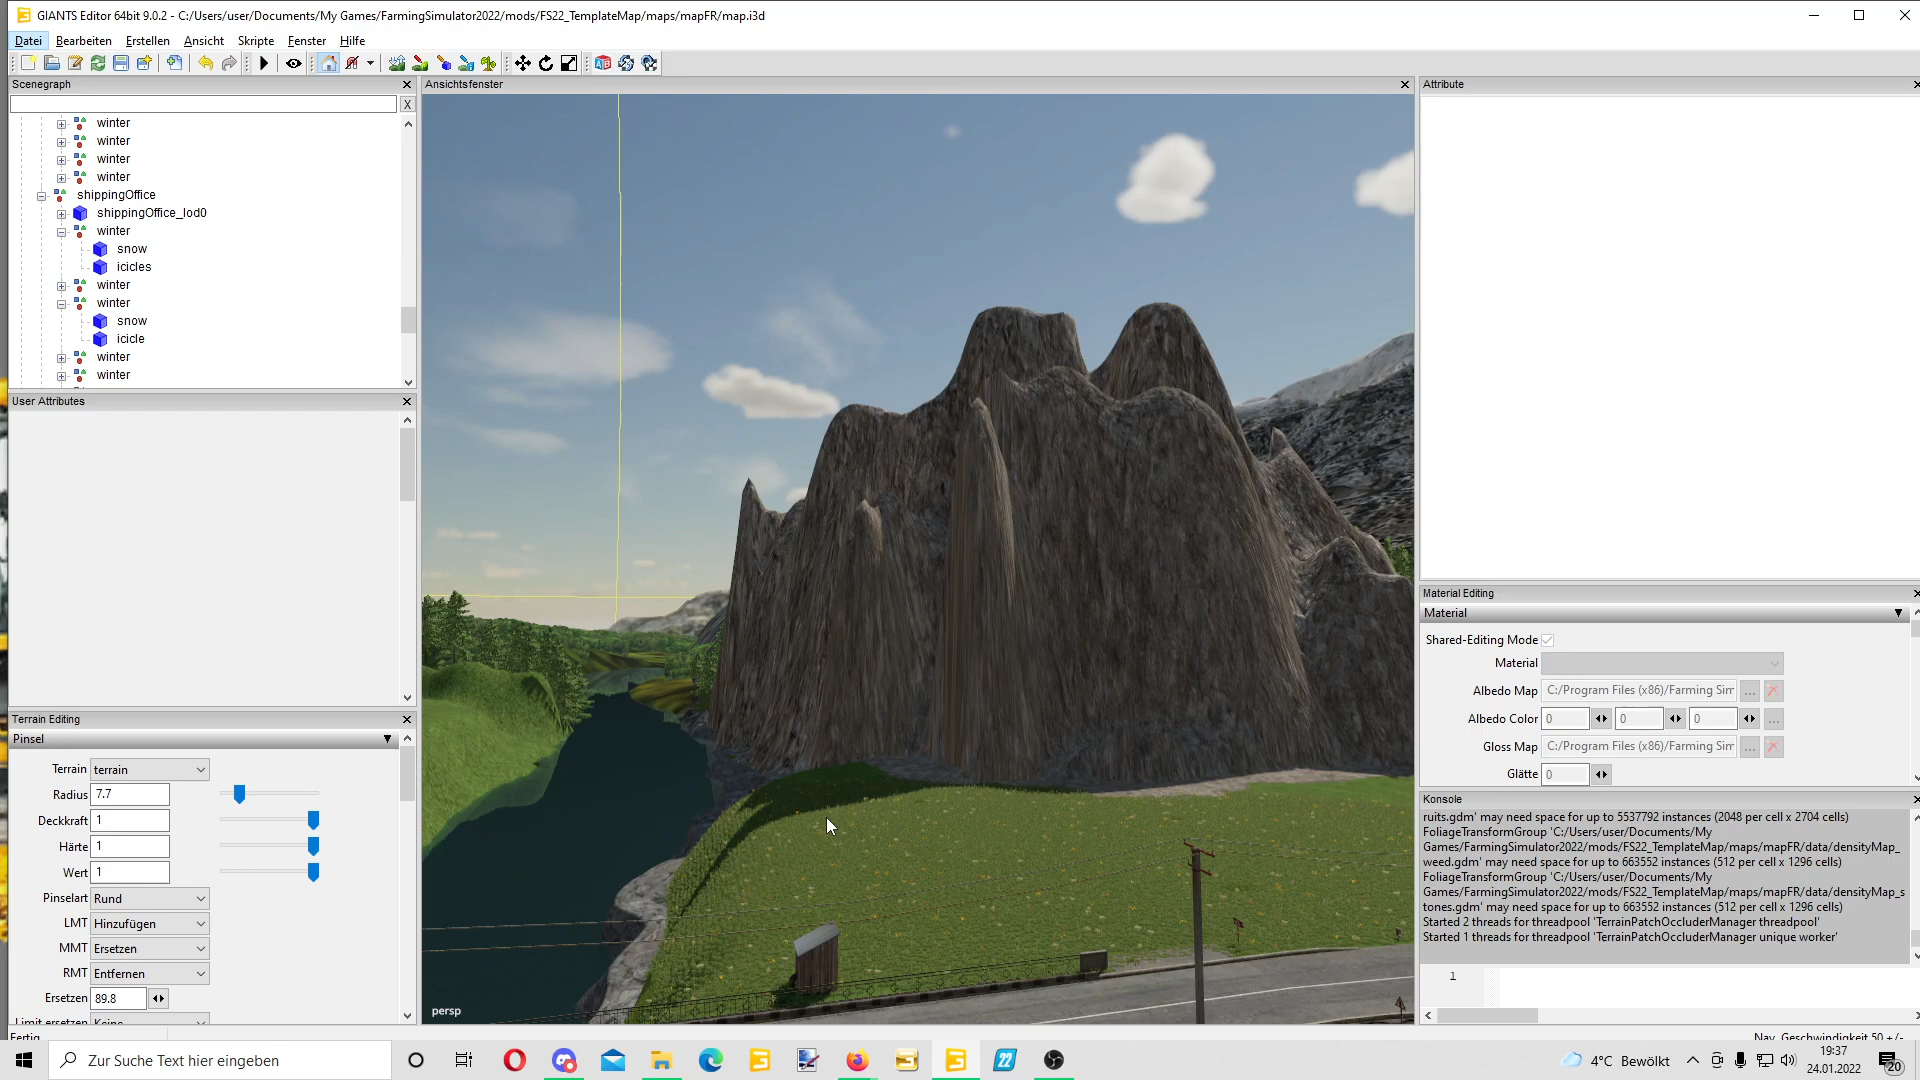 GIANTS Editor 64bit 9.0.2 - C:/Users/user/Documents/My Games/FarmingSimulator2022/mods/FS22_TemplateMap/maps/mapFR/map.i3d
Datei Bearbeiten Erstellen Ansicht Skripte Fenster Hilfe
Scenegraph
X
winter
winter
winter
winter
shippingOffice
shippingOffice_lod0
winter
snow
icicles
winter
winter
snow
icicle
winter
winter
User Attributes
Terrain Editing
Pinsel
Terrain terrain
Radius 7.7
Deckkraft 1
Härte 1
Wert 1
Pinselart Rund
LMT Hinzufügen
MMT Ersetzen
RMT Entfernen
Ersetzen 89.8
Limit ersetzen Keine
Fertig
Ansichtsfenster
persp
Attribute
Material Editing
Material
Shared-Editing Mode
Material
Albedo Map C:/Program Files (x86)/Farming Sim ...
Albedo Color 0 0 0 ...
Gloss Map C:/Program Files (x86)/Farming Sim ...
Glätte 0
Konsole
ruits.gdm' may need space for up to 5537792 instances (2048 per cell x 2704 cells)
FoliageTransformGroup 'C:/Users/user/Documents/My
Games/FarmingSimulator2022/mods/FS22_TemplateMap/maps/mapFR/data/densityMap_
weed.gdm' may need space for up to 663552 instances (512 per cell x 1296 cells)
FoliageTransformGroup 'C:/Users/user/Documents/My
Games/FarmingSimulator2022/mods/FS22_TemplateMap/maps/mapFR/data/densityMap_s
tones.gdm' may need space for up to 663552 instances (512 per cell x 1296 cells)
Started 2 threads for threadpool 'TerrainPatchOccluderManager threadpool'
Started 1 threads for threadpool 'TerrainPatchOccluderManager unique worker'
1
Nav. Geschwindigkeit 50 +/-
Zur Suche Text hier eingeben
22
4°C Bewölkt
19:37
24.01.2022
20